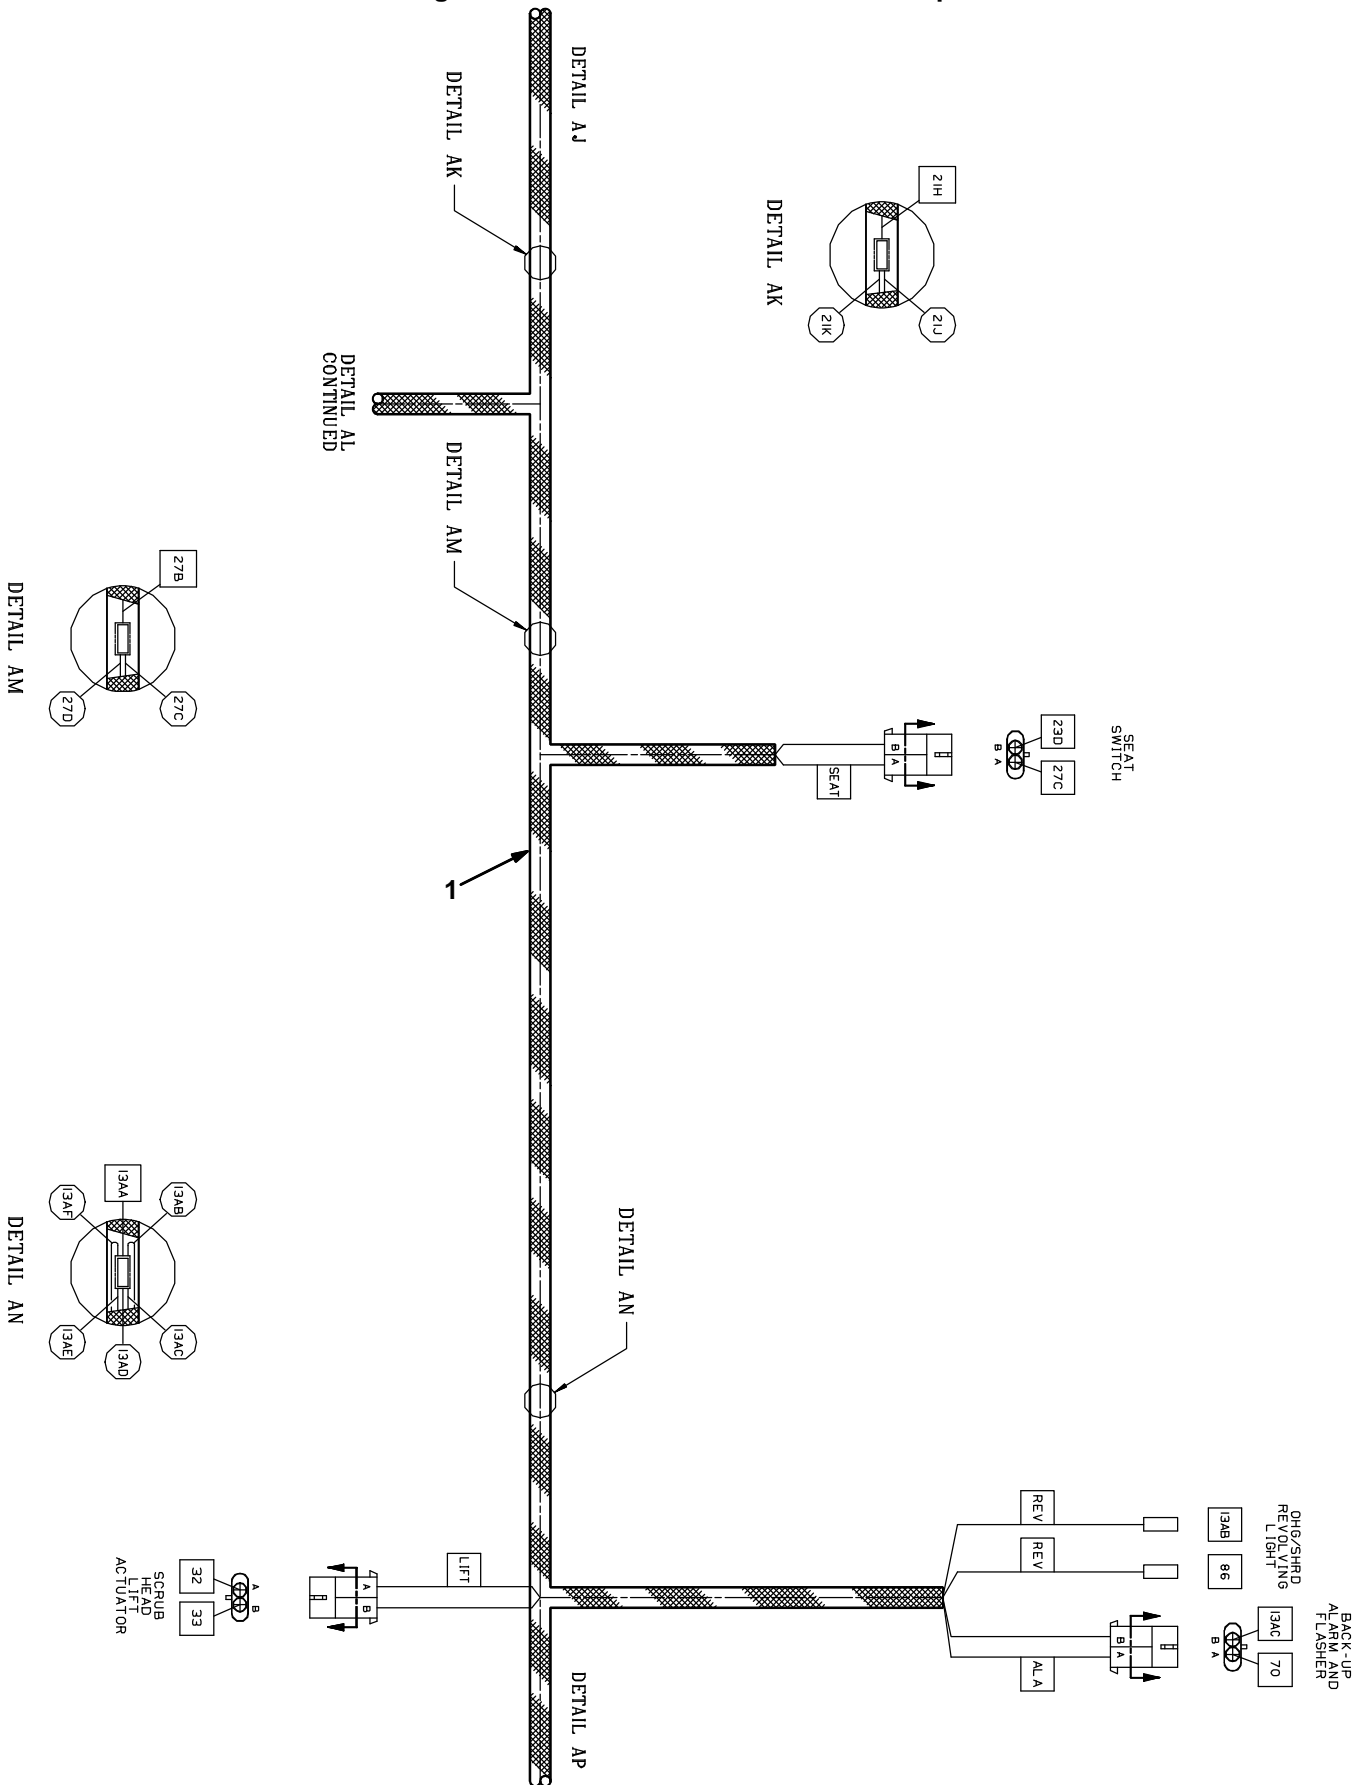 g
p
DETAIL AJ
DETAIL AK
21H
21J
21K
DETAIL AK
DETAIL AL
CONTINUED
DETAIL AM
27B
27C
27D
DETAIL AM
SEAT
SWITCH
23D
27C
B
A
B
A
SEAT
1
DETAIL AN
13AA
13AB
13AF
13AC
13AD
13AE
DETAIL AN
OHG/SHRD
REVOLVING
LIGHT
13AB
86
REV
REV
BACK-UP
ALARM AND
FLASHER
13AC
70
B
A
B
A
ALA
LIFT
A
B
A
B
32
33
SCRUB
HEAD
LIFT
ACTUATOR
DETAIL AP